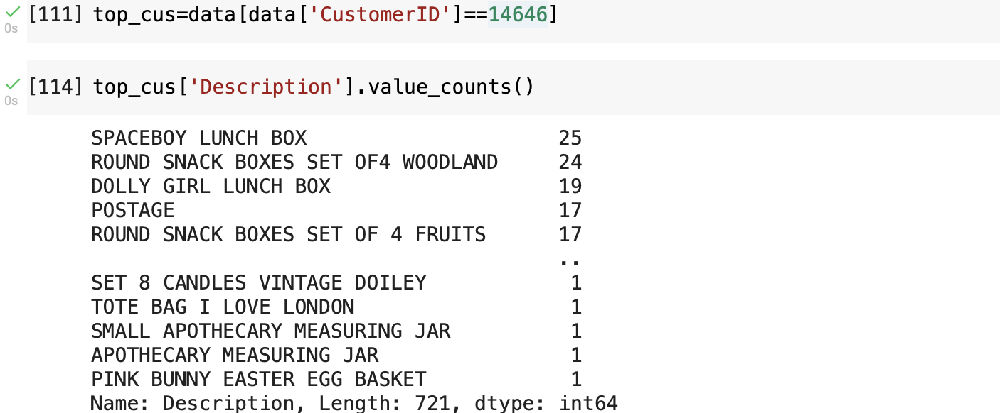 [111] top_cus=data[data['CustomerID']==14646]
0s
[114] top_cus['Description'].value_counts()
0s
SPACEBOY LUNCH BOX 25
ROUND SNACK BOXES SET OF4 WOODLAND 24
DOLLY GIRL LUNCH BOX 19
POSTAGE 17
ROUND SNACK BOXES SET OF 4 FRUITS 17
..
SET 8 CANDLES VINTAGE DOILEY 1
TOTE BAG I LOVE LONDON 1
SMALL APOTHECARY MEASURING JAR 1
APOTHECARY MEASURING JAR 1
PINK BUNNY EASTER EGG BASKET 1
Name: Description, Length: 721, dtype: int64